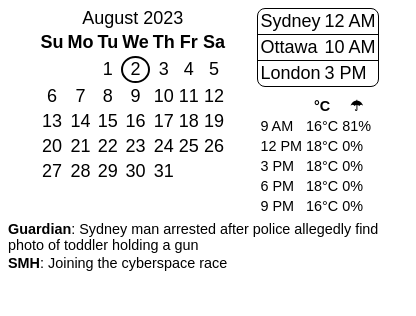 August 2023
Su Mo Tu We Th Fr Sa
1 2 3 4 5
6 7 8 9 10 11 12
13 14 15 16 17 18 19
20 21 22 23 24 25 26
27 28 29 30 31
Sydney 12 AM
Ottawa 10 AM
London 3 PM
°C ☂
9 AM 16°C 81%
12 PM 18°C 0%
3 PM 18°C 0%
6 PM 18°C 0%
9 PM 16°C 0%
Guardian: Sydney man arrested after police allegedly find
photo of toddler holding a gun
SMH: Joining the cyberspace race